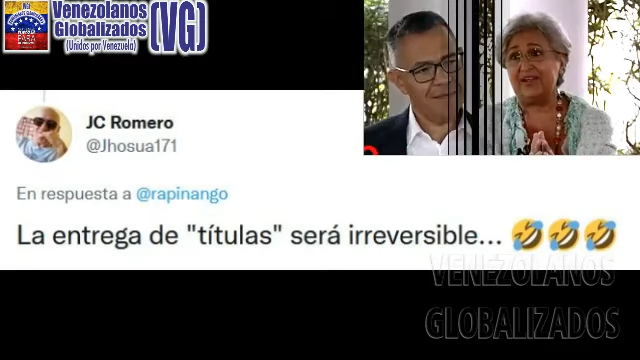 Venezolanos
Globalizados
(Unidos por Venezuela)
(VG)
JC Romero
@Jhosua171
En respuesta a @rapinango
La entrega de "títulas" será irreversible... 🤣🤣🤣
VENEZOLANOS
GLOBALIZADOS